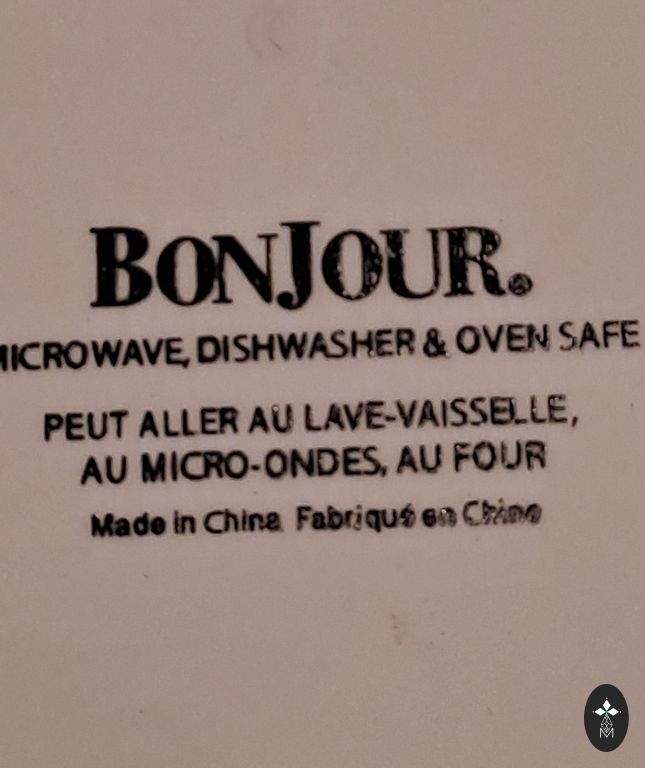 BONJOUR®
MICROWAVE, DISHWASHER & OVEN SAFE
PEUT ALLER AU LAVE-VAISSELLE,
AU MICRO-ONDES, AU FOUR
Made in China Fabriqué en Chine